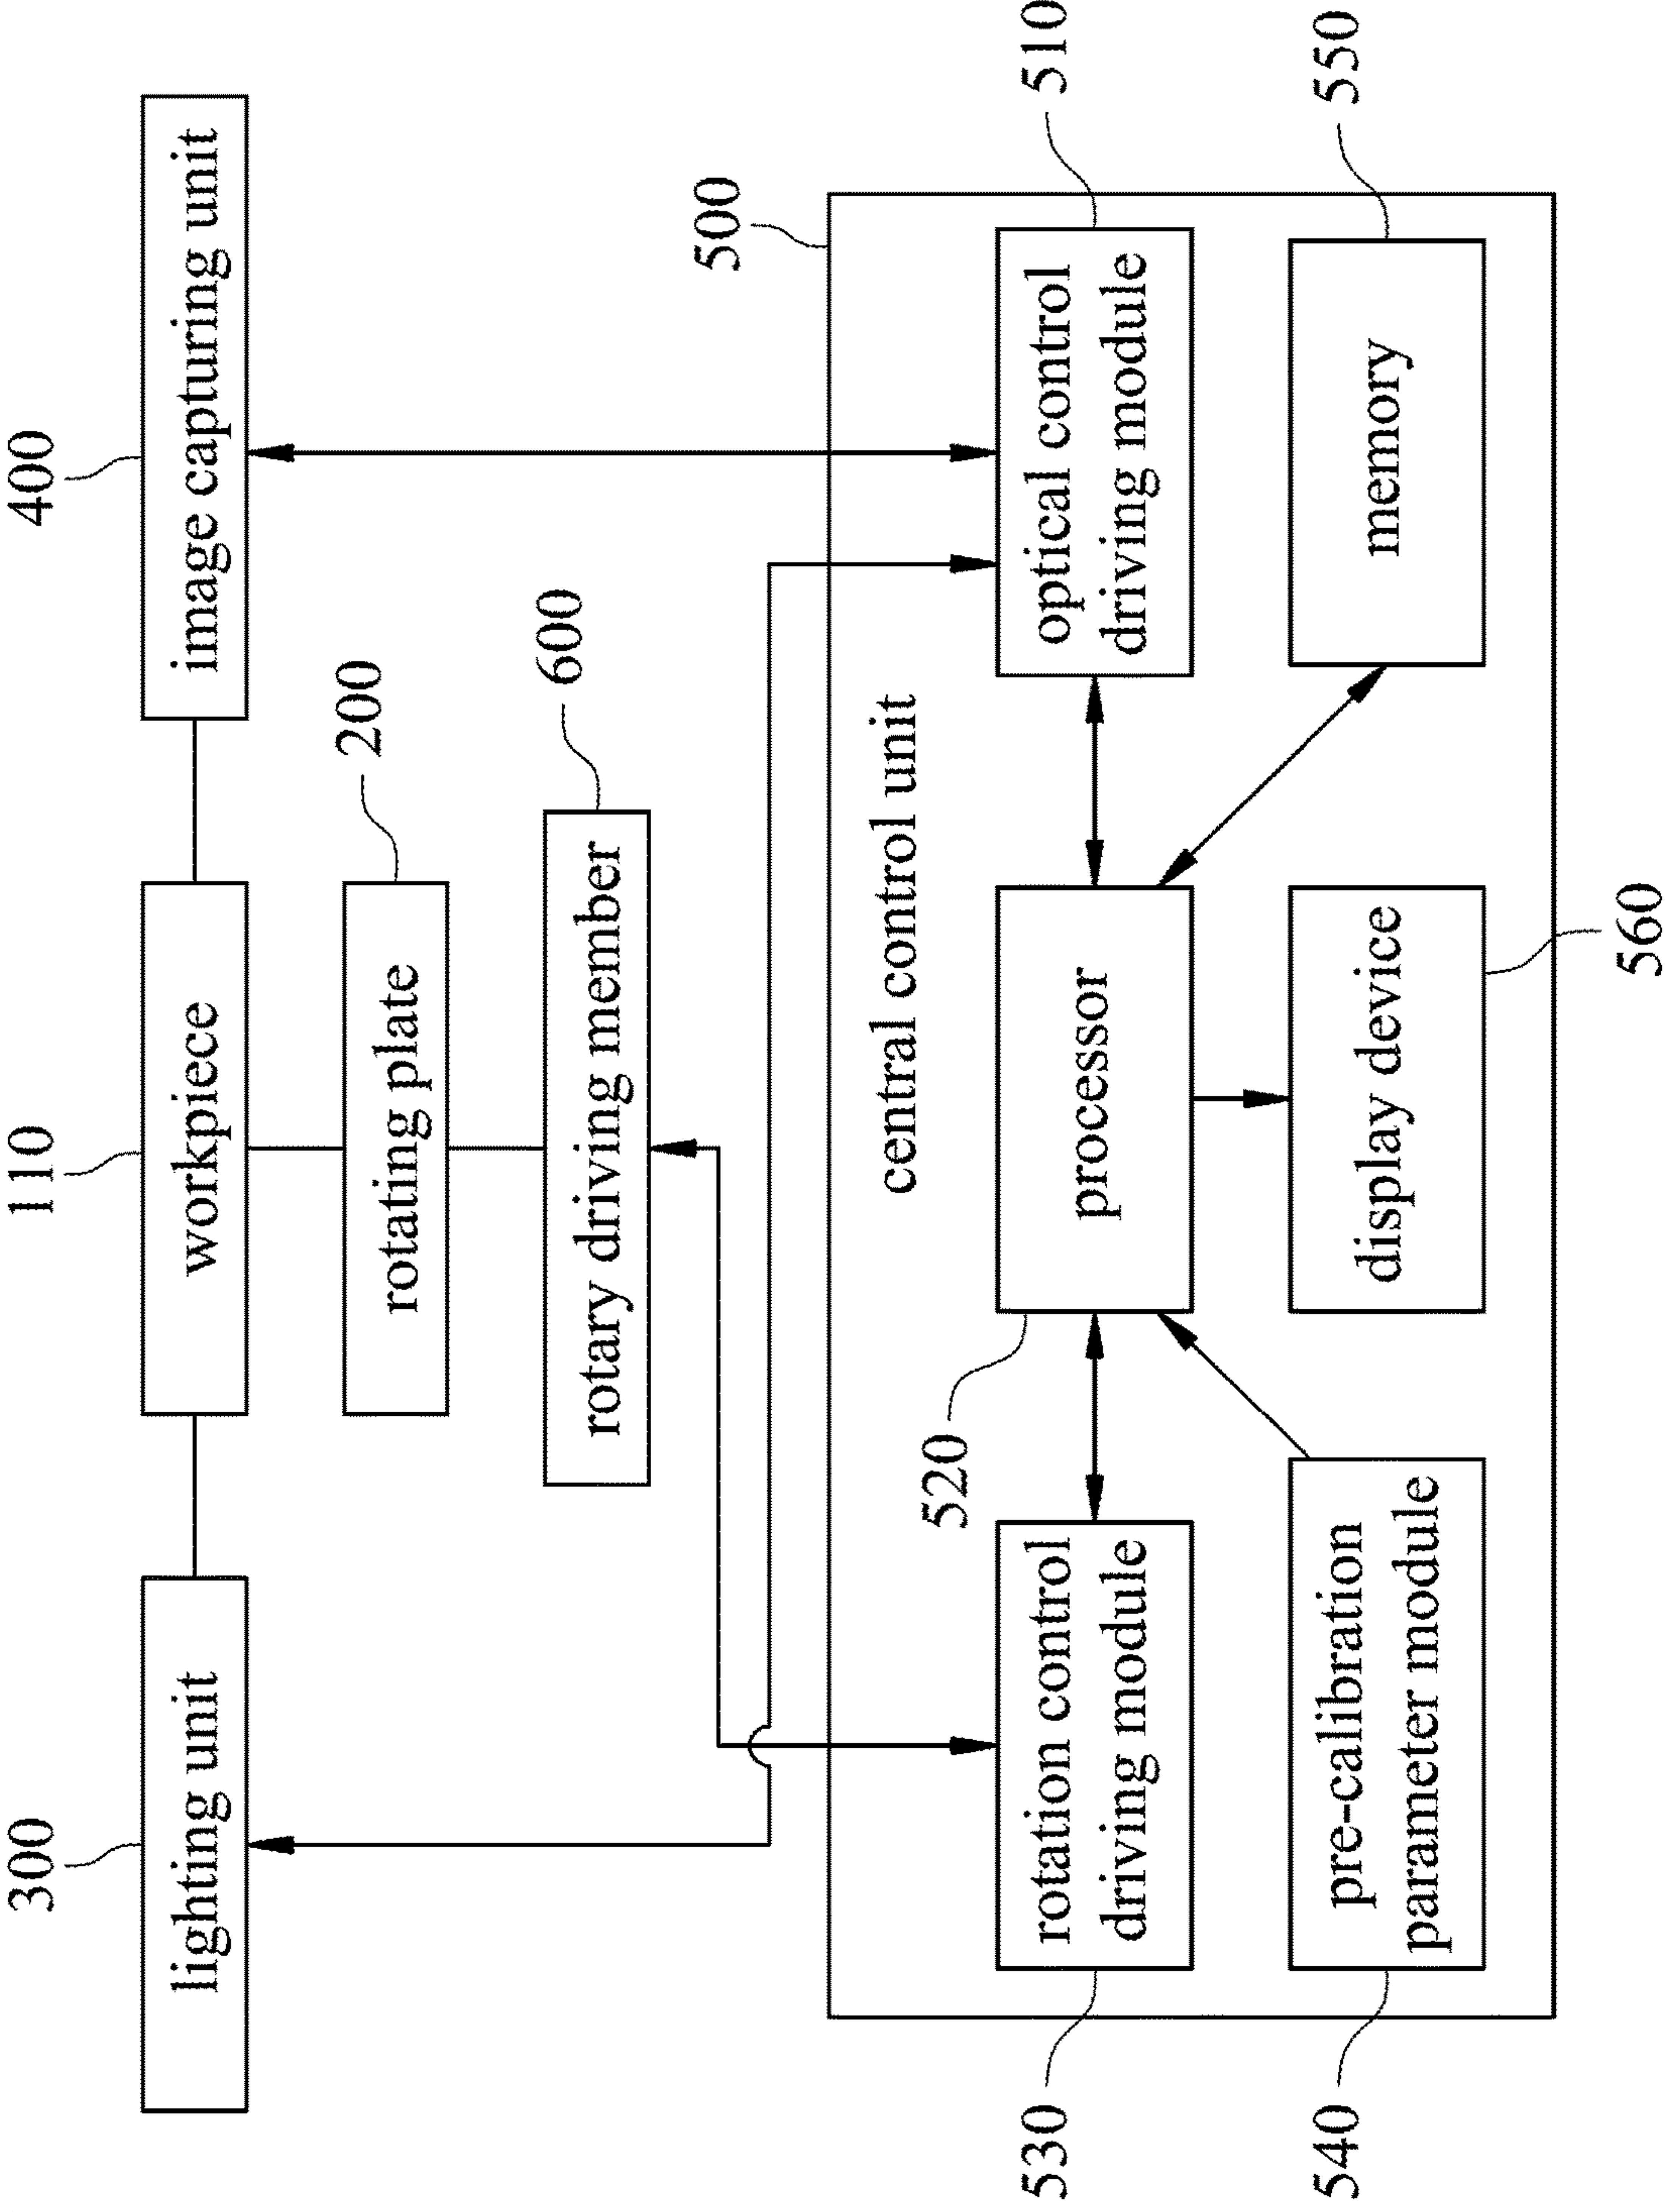 300
110
400
lighting unit
workpiece
image capturing unit
rotating plate
200
rotary driving member
600
500
central control unit
520
530
rotation control
driving module
processor
optical control
driving module
510
540
pre-calibration
parameter module
display device
memory
550
560